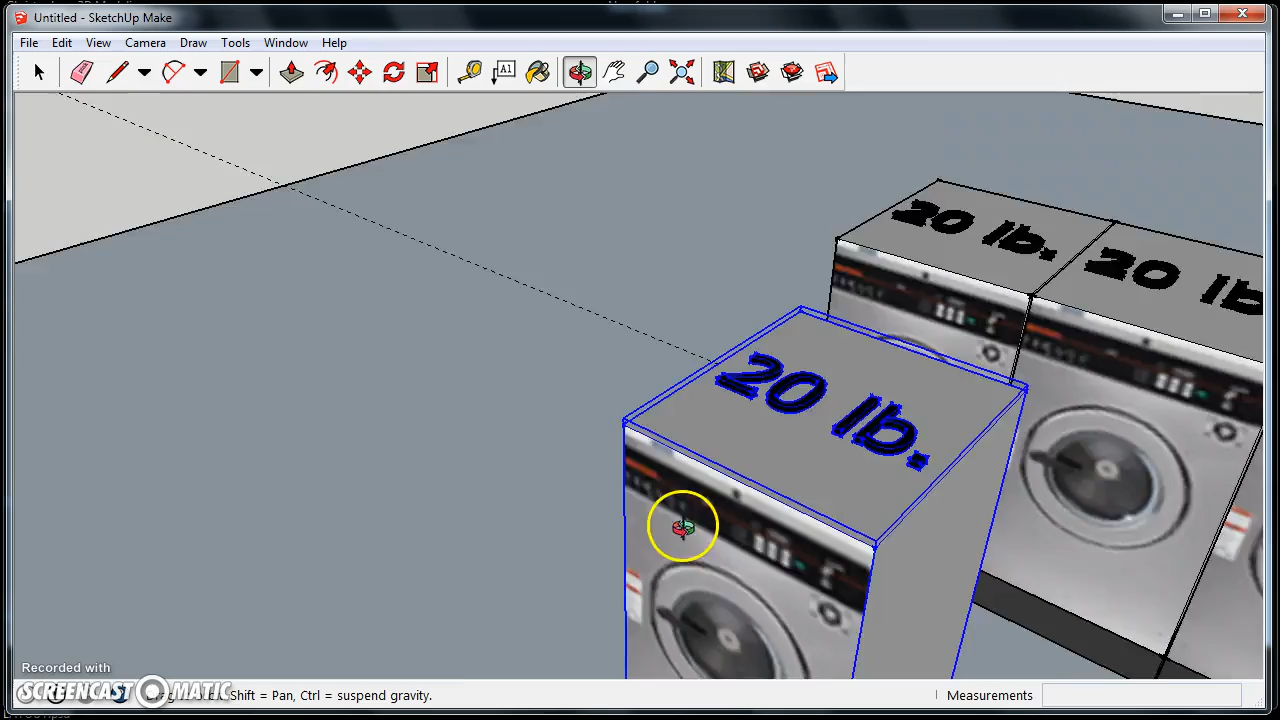 Untitled - SketchUp Make
File Edit View Camera Draw Tools Window Help
A1
20 lb.
20 lb
20 lb.
Recorded with
SCREENCAST MATIC
Shift = Pan, Ctrl = suspend gravity.
Measurements